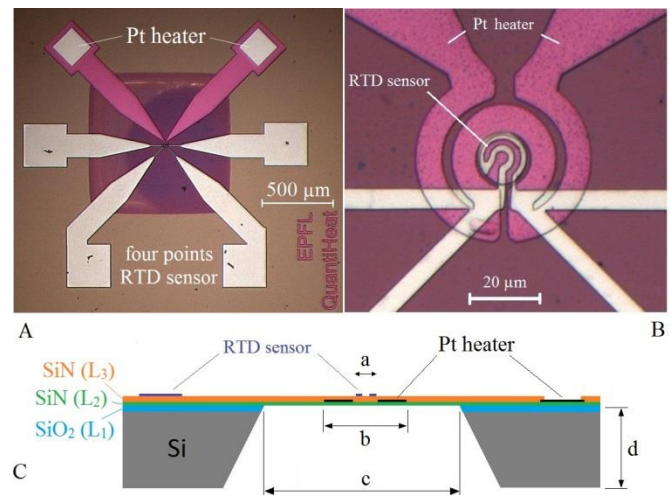 Pt heater
500 µm
EPFL
QuantiHeat
four points
RTD sensor
A
Pt heater
RTD sensor
20 µm
B
RTD sensor
a
Pt heater
SiN (L₃)
SiN (L₂)
SiO₂ (L₁)
Si
b
c
d
C